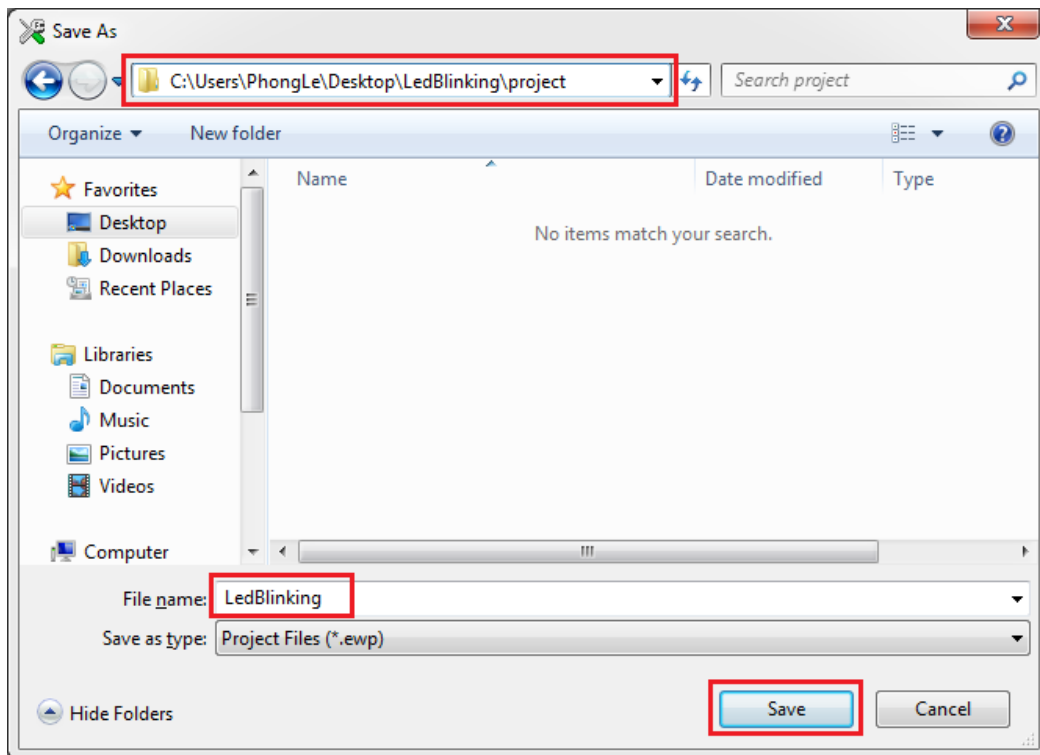 Save As
C:\Users\PhongLe\Desktop\LedBlinking\project
Search project
Organize
New folder
Favorites
Desktop
Downloads
Recent Places
Libraries
Documents
Music
Pictures
Videos
Computer
Name
Date modified
Type
No items match your search.
File name: LedBlinking
Save as type: Project Files (*.ewp)
Hide Folders
Save
Cancel